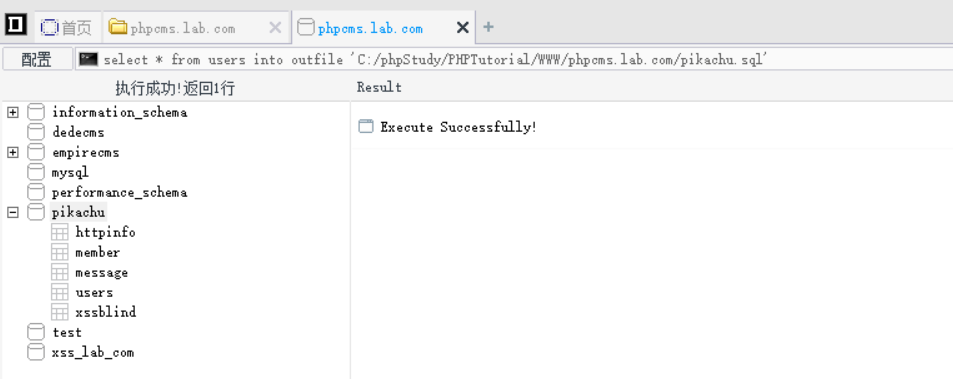 首页 phpcms.lab.com phpcms.lab.com
配置 select * from users into outfile 'C:/phpStudy/PHPTutorial/WWW/phpcms.lab.com/pikachu.sql'
执行成功!返回1行 Result
information_schema
Execute Successfully!
dedecms
empirecms
mysql
performance_schema
pikachu
httpinfo
member
message
users
xssblind
test
xss_lab_com